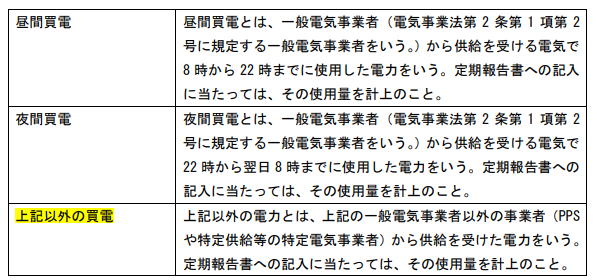 昼間買電
昼間買電とは、一般電気事業者（電気事業法第２条第１項第２
号に規定する一般電気事業者をいう。）から供給を受ける電気で
８時から 22 時までに使用した電力をいう。定期報告書への記入
に当たっては、その使用量を計上のこと。
夜間買電
夜間買電とは、一般電気事業者（電気事業法第２条第１項第２
号に規定する一般電気事業者をいう。）から供給を受ける電気で
22 時から翌日８時までに使用した電力をいう。定期報告書への
記入に当たっては、その使用量を計上のこと。
上記以外の買電
上記以外の電力とは、上記の一般電気事業者以外の事業者（PPS
や特定供給等の特定電気事業者）から供給を受けた電力をいう。
定期報告書への記入に当たっては、その使用量を計上のこと。